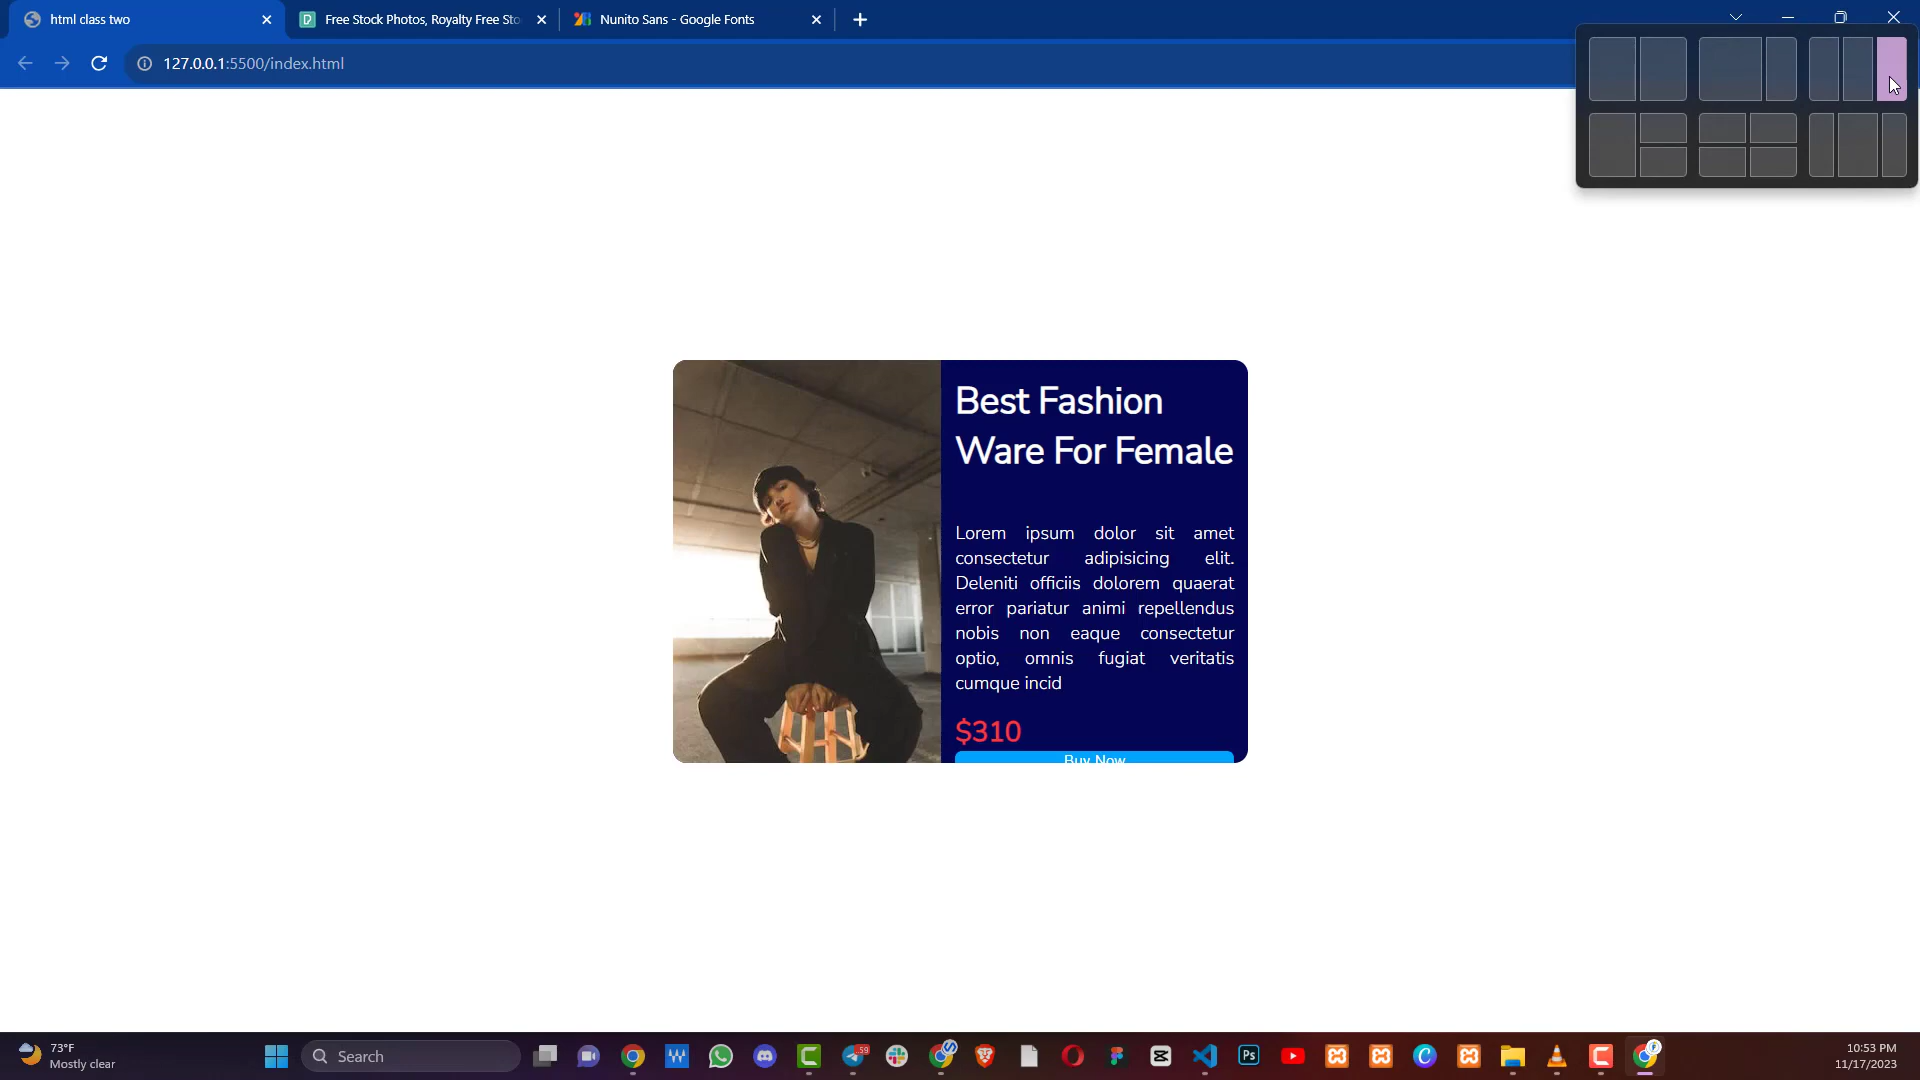 html class two
Free Stock Photos, Royalty Free Sto
Nunito Sans - Google Fonts
127.0.0.1:5500/index.html
Best Fashion
Ware For Female
Lorem ipsum dolor sit amet
consectetur adipisicing elit.
Deleniti officiis dolorem quaerat
error pariatur animi repellendus
nobis non eaque consectetur
optio, omnis fugiat veritatis
cumque incid
$310
Buy Now
73°F
Mostly clear
Search
59
Ps
10:53 PM
11/17/2023